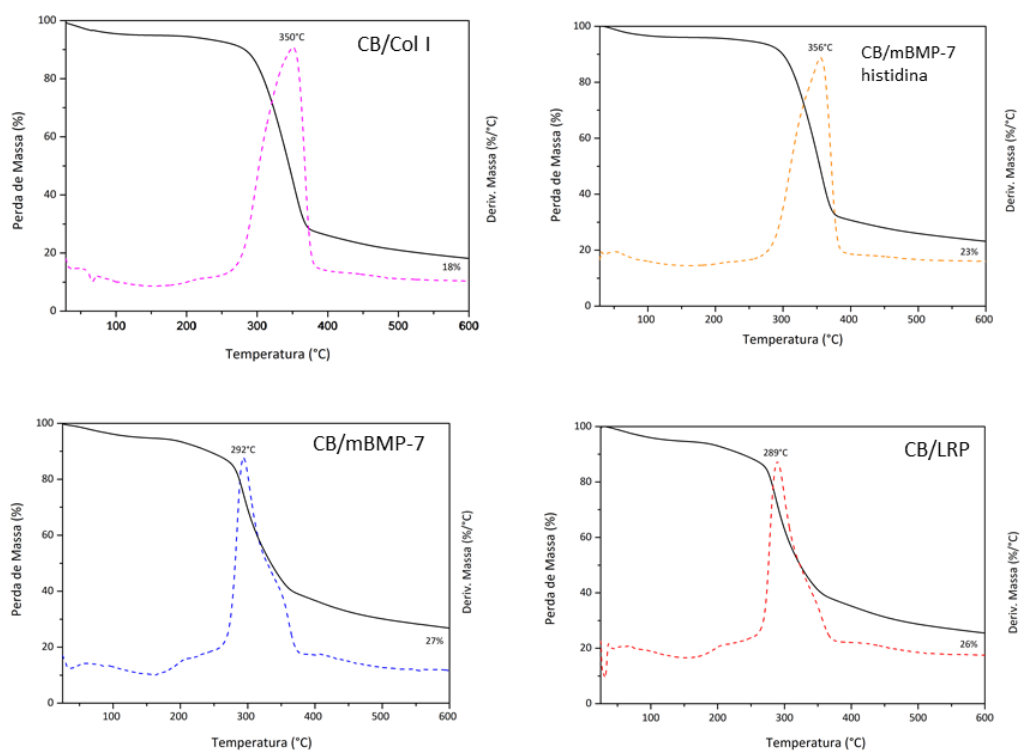 100
80
60
40
20
0
Perda de Massa (%)
350°C
CB/Col I
18%
Deriv. Massa (%/°C)
100 200 300 400 500 600
Temperatura (°C)
100
80
60
40
20
0
Perda de Massa (%)
356°C
CB/mBMP-7
histidina
23%
Deriv. Massa (%/°C)
100 200 300 400 500 600
Temperatura (°C)
100
80
60
40
20
0
Perda de Massa (%)
292°C
CB/mBMP-7
27%
Deriv. Massa (%/°C)
100 200 300 400 500 600
Temperatura (°C)
100
80
60
40
20
0
Perda de Massa (%)
289°C
CB/LRP
26%
Deriv. Massa (%/°C)
100 200 300 400 500 600
Temperatura (°C)